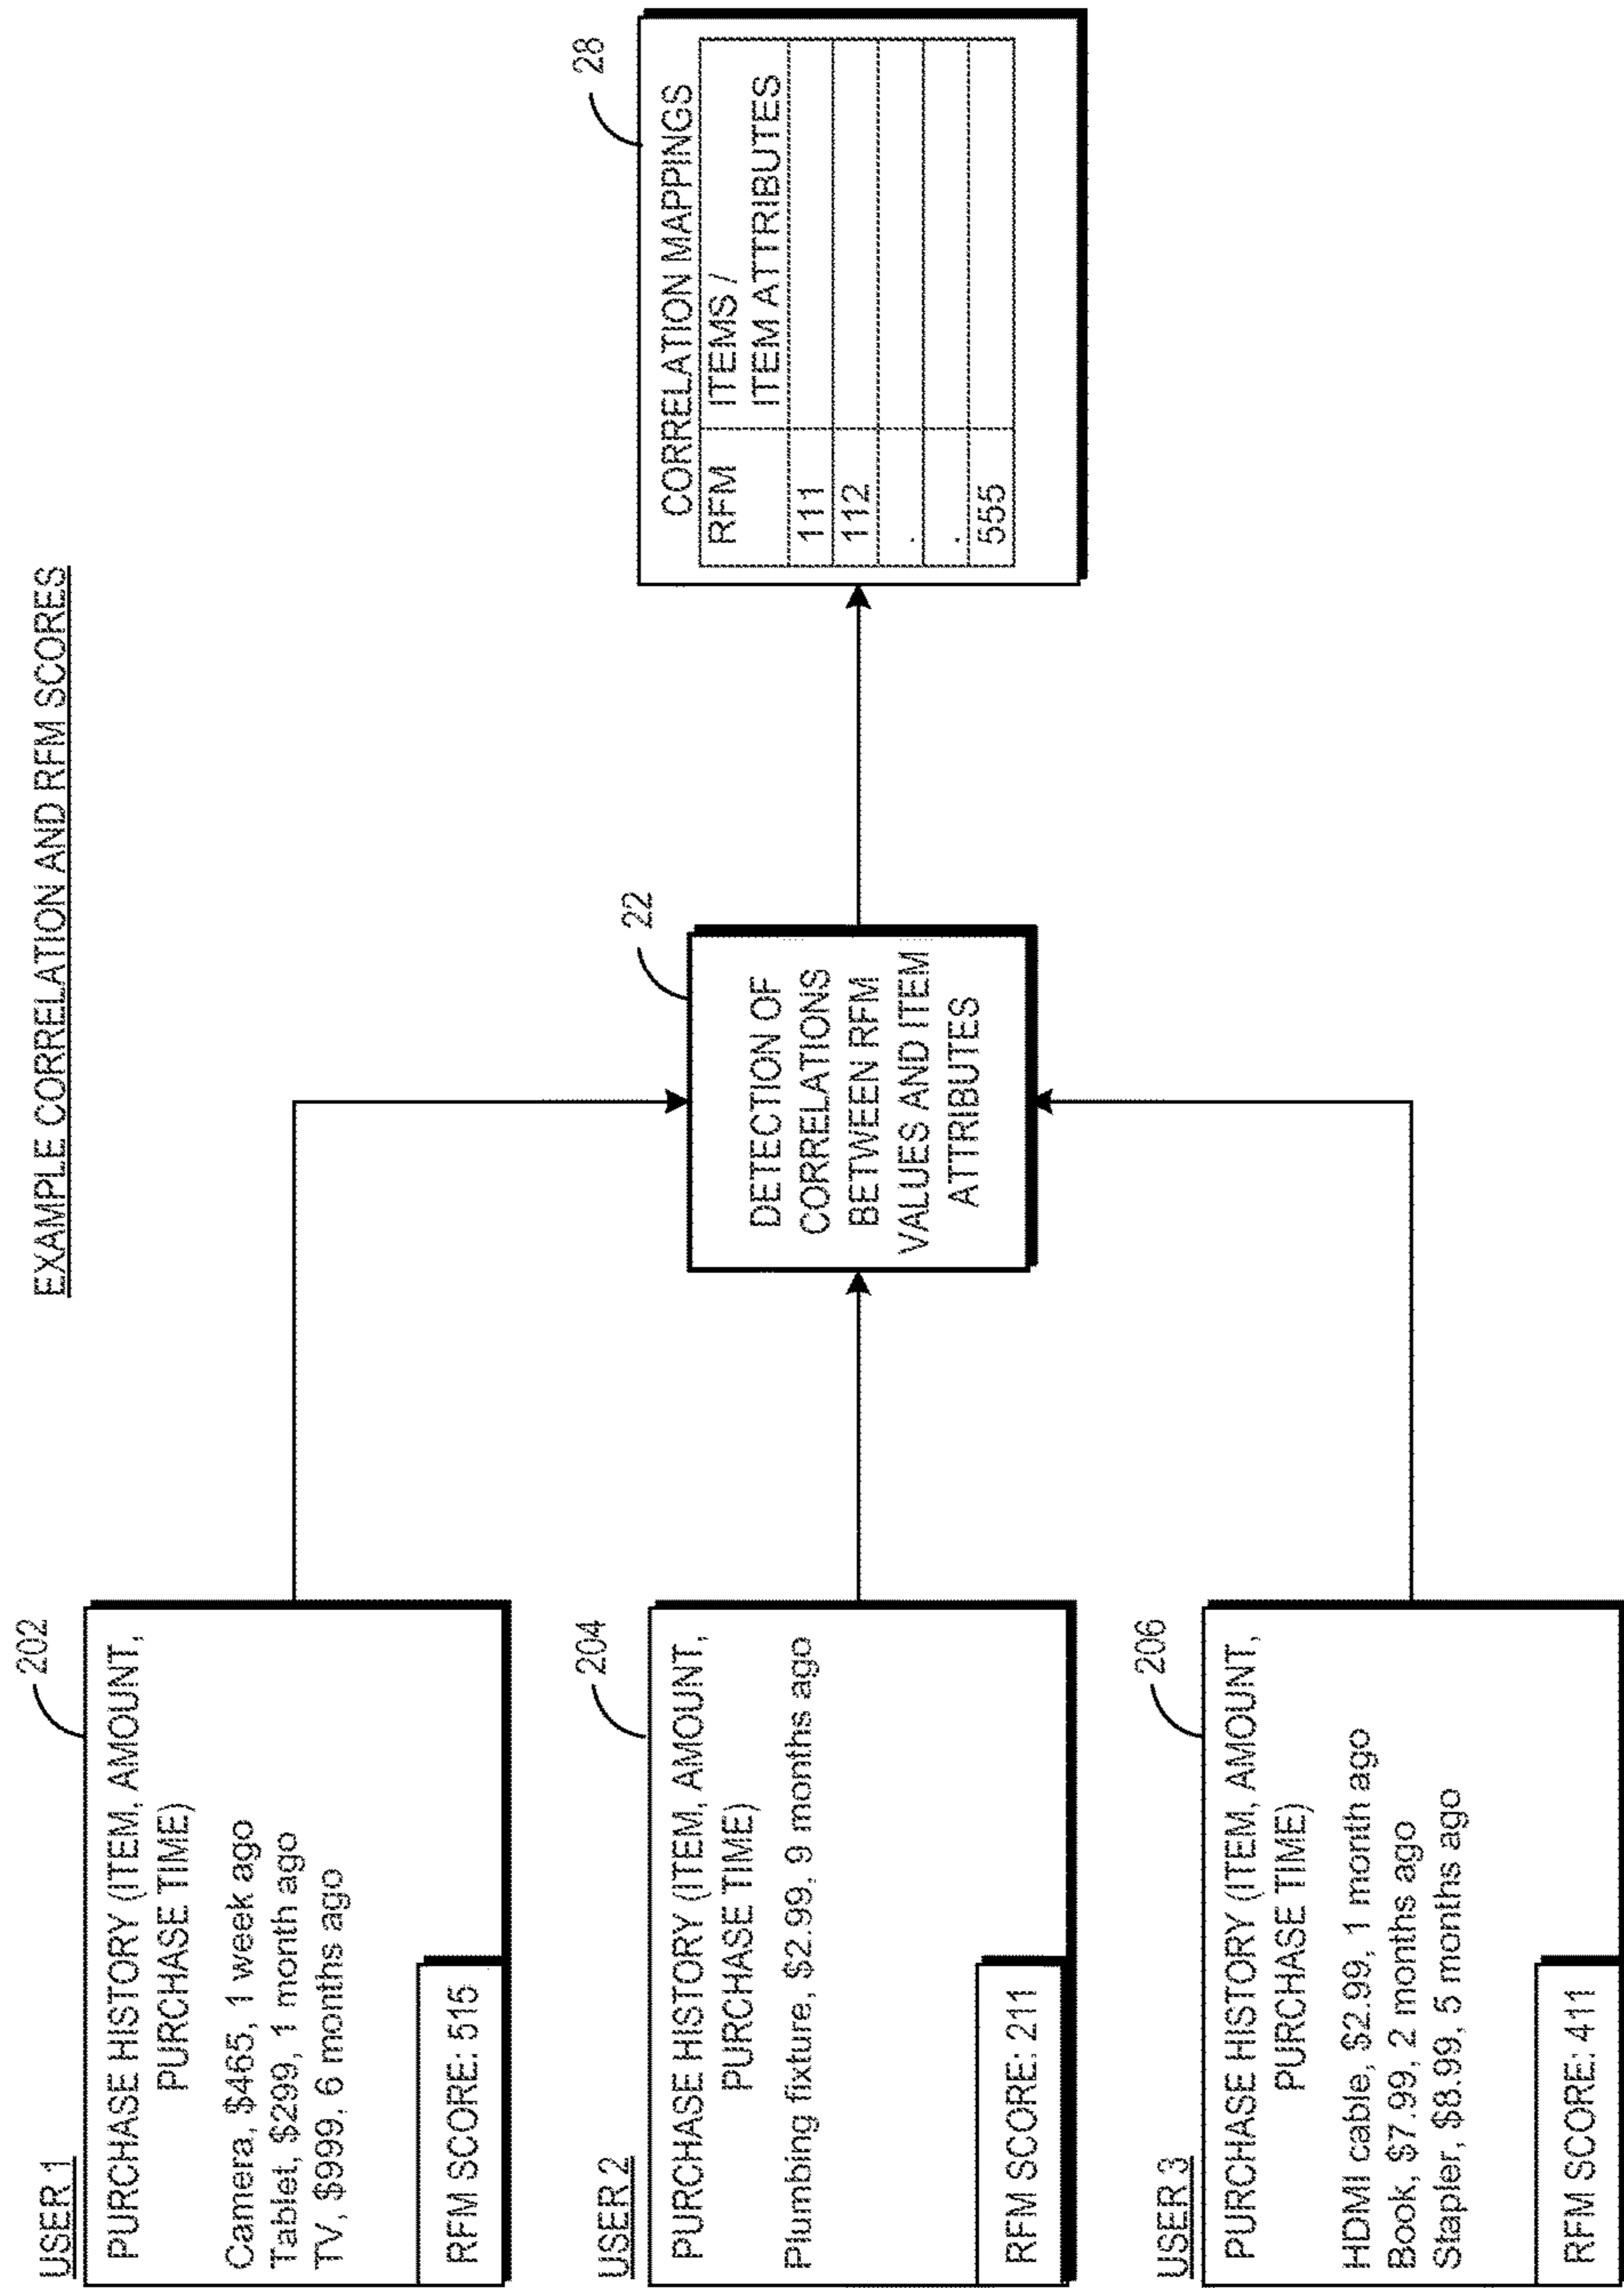 EXAMPLE CORRELATION AND RFM SCORES
USER 1
202
PURCHASE HISTORY (ITEM, AMOUNT,
PURCHASE TIME)
Camera, $465, 1 week ago
Tablet, $299, 1 month ago
TV, $999, 6 months ago
RFM SCORE: 515
USER 2
204
PURCHASE HISTORY (ITEM, AMOUNT,
PURCHASE TIME)
Plumbing fixture, $2.99, 9 months ago
RFM SCORE: 211
USER 3
206
PURCHASE HISTORY (ITEM, AMOUNT,
PURCHASE TIME)
HDMI cable, $2.99, 1 month ago
Book, $7.99, 2 months ago
Stapler, $8.99, 5 months ago
RFM SCORE: 411
22
DETECTION OF
CORRELATIONS
BETWEEN RFM
VALUES AND ITEM
ATTRIBUTES
28
CORRELATION MAPPINGS
RFM
ITEMS /
ITEM ATTRIBUTES
111
112
.
.
555